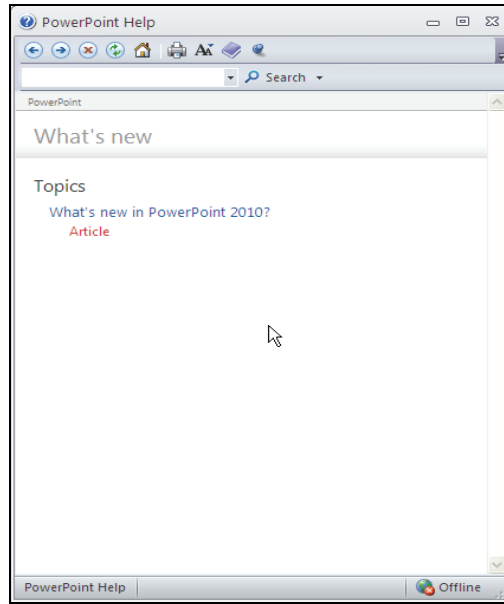 PowerPoint Help
Search
PowerPoint
What's new
Topics
What's new in PowerPoint 2010?
Article
PowerPoint Help
Offline